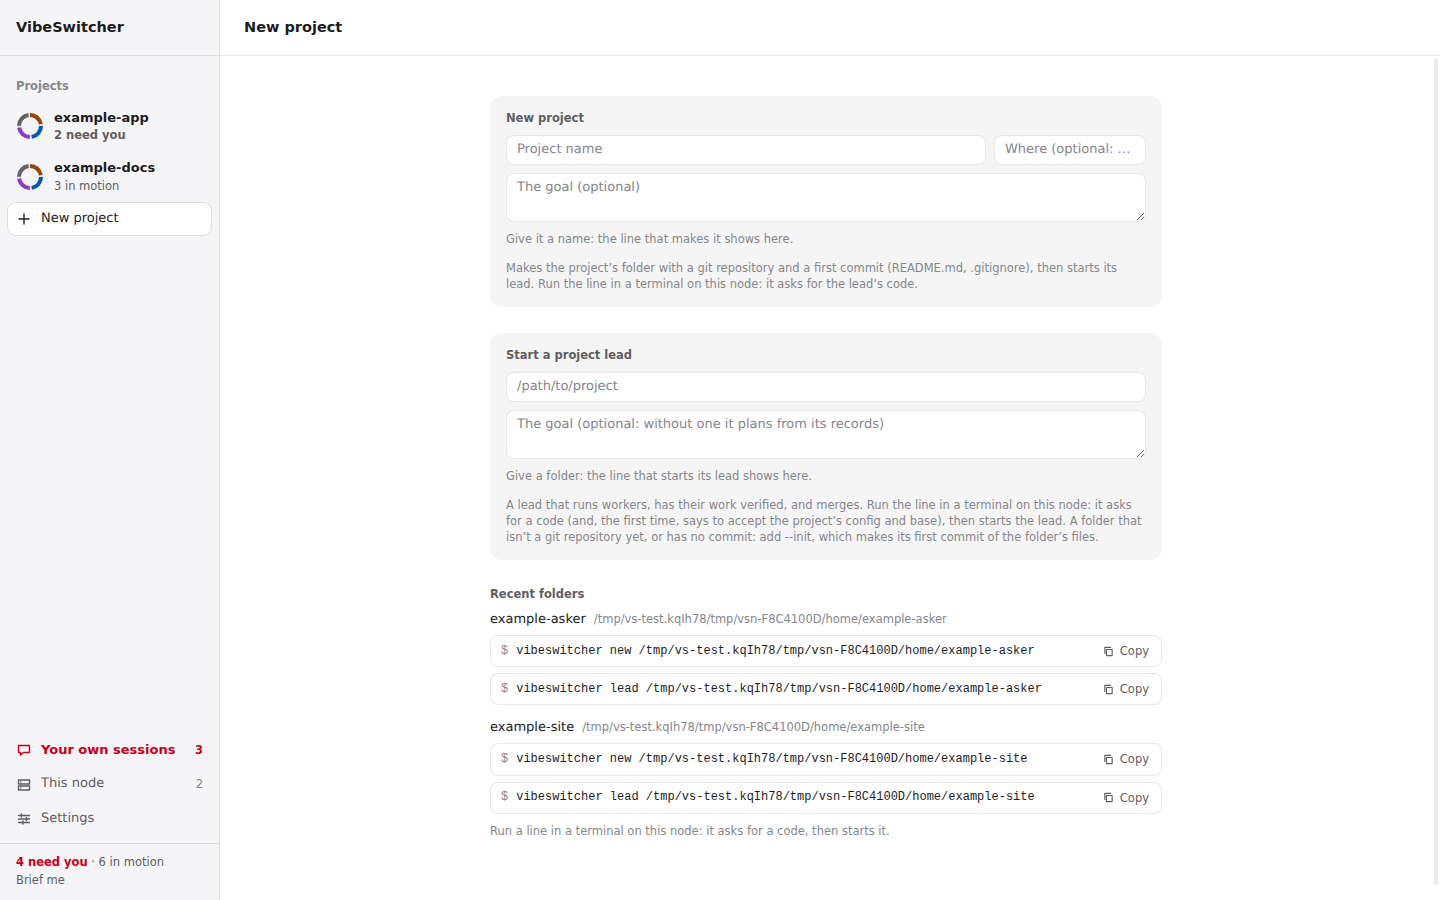 VibeSwitcher
New project
Projects
example-app
2 need you
example-docs
3 in motion
New project
Your own sessions 3
This node 2
Settings
4 need you · 6 in motion
Brief me
New project
Project name
Where (optional: ...
The goal (optional)
Give it a name: the line that makes it shows here.
Makes the project’s folder with a git repository and a first commit (README.md, .gitignore), then starts its
lead. Run the line in a terminal on this node: it asks for the lead’s code.
Start a project lead
/path/to/project
The goal (optional: without one it plans from its records)
Give a folder: the line that starts its lead shows here.
A lead that runs workers, has their work verified, and merges. Run the line in a terminal on this node: it asks
for a code (and, the first time, says to accept the project’s config and base), then starts the lead. A folder that
isn’t a git repository yet, or has no commit: add --init, which makes its first commit of the folder’s files.
Recent folders
example-asker /tmp/vs-test.kqIh78/tmp/vsn-F8C4100D/home/example-asker
$ vibeswitcher new /tmp/vs-test.kqIh78/tmp/vsn-F8C4100D/home/example-asker Copy
$ vibeswitcher lead /tmp/vs-test.kqIh78/tmp/vsn-F8C4100D/home/example-asker Copy
example-site /tmp/vs-test.kqIh78/tmp/vsn-F8C4100D/home/example-site
$ vibeswitcher new /tmp/vs-test.kqIh78/tmp/vsn-F8C4100D/home/example-site Copy
$ vibeswitcher lead /tmp/vs-test.kqIh78/tmp/vsn-F8C4100D/home/example-site Copy
Run a line in a terminal on this node: it asks for a code, then starts it.